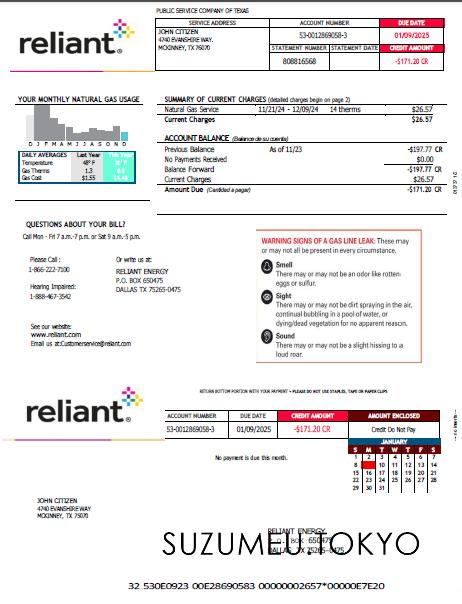 PUBLIC SERVICE COMPANY OF TEXAS
reliant
SERVICE ADDRESS ACCOUNT NUMBER DUE DATE
JOHN CITIZEN
4740 EVANSHIRE WAY.
MCKINNEY, TX 75070
53-0012869058-3 01/09/2025
STATEMENT NUMBER STATEMENT DATE CREDIT AMOUNT
808816568 -$171.20 CR
YOUR MONTHLY NATURAL GAS USAGE
D J F M A M J J A S O N D
DAILY AVERAGES Last Year This Year
Temperature 48° F
Gas Therms 1.3
Gas Cost $1.55
SUMMARY OF CURRENT CHARGES (detailed charges begin on page 2)
Natural Gas Service 11/21/24 - 12/09/24 14 therms $26.57
Current Charges $26.57
ACCOUNT BALANCE (Balance de su cuenta)
Previous Balance As of 11/23 -$197.77 CR
No Payments Received $0.00
Balance Forward -$197.77 CR
Current Charges $26.57
Amount Due (Cantidad a pagar) -$171.20 CR
QUESTIONS ABOUT YOUR BILL?
Call Mon - Fri 7 a.m.-7 p.m. or Sat 9 a.m.-5 p.m.
Please Call :
1-866-222-7100
Hearing Impaired:
1-888-467-3542
Or write us at:
RELIANT ENERGY
P.O. BOX 650475
DALLAS TX 75265-0475
See our website:
www.reliant.com
Email us at:Customerservice@reliant.com
WARNING SIGNS OF A GAS LINE LEAK: These may
or may not all be present in every circumstance.
Smell
There may or may not be an odor like rotten
eggs or sulfur.
Sight
There may or may not be dirt spraying in the air,
continual bubbling in a pool of water, or
dying/dead vegetation for no apparent reason.
Sound
There may or may not be a slight hissing to a
loud roar.
RETURN BOTTOM PORTION WITH YOUR PAYMENT • PLEASE DO NOT USE STAPLES, TAPE OR PAPER CLIPS
reliant
ACCOUNT NUMBER DUE DATE CREDIT AMOUNT AMOUNT ENCLOSED
53-0012869058-3 01/09/2025 -$171.20 CR Credit Do Not Pay
No payment is due this month.
JANUARY
S M T W T F S
1 2 3 4 5 6 7
8 10 11 12 13 14
15 16 17 18 19 20 21
22 23 24 25 26 27 28
29 30 31
JOHN CITIZEN
4740 EVANSHIRE WAY
MCKINNEY, TX 75070
RELIANT ENERGY
P.O. BOX 650475
DALLAS TX 75265-0475
SUZUMEU.TOKYO
32 530E0923 00E28690583 00000002657*00000E7E20